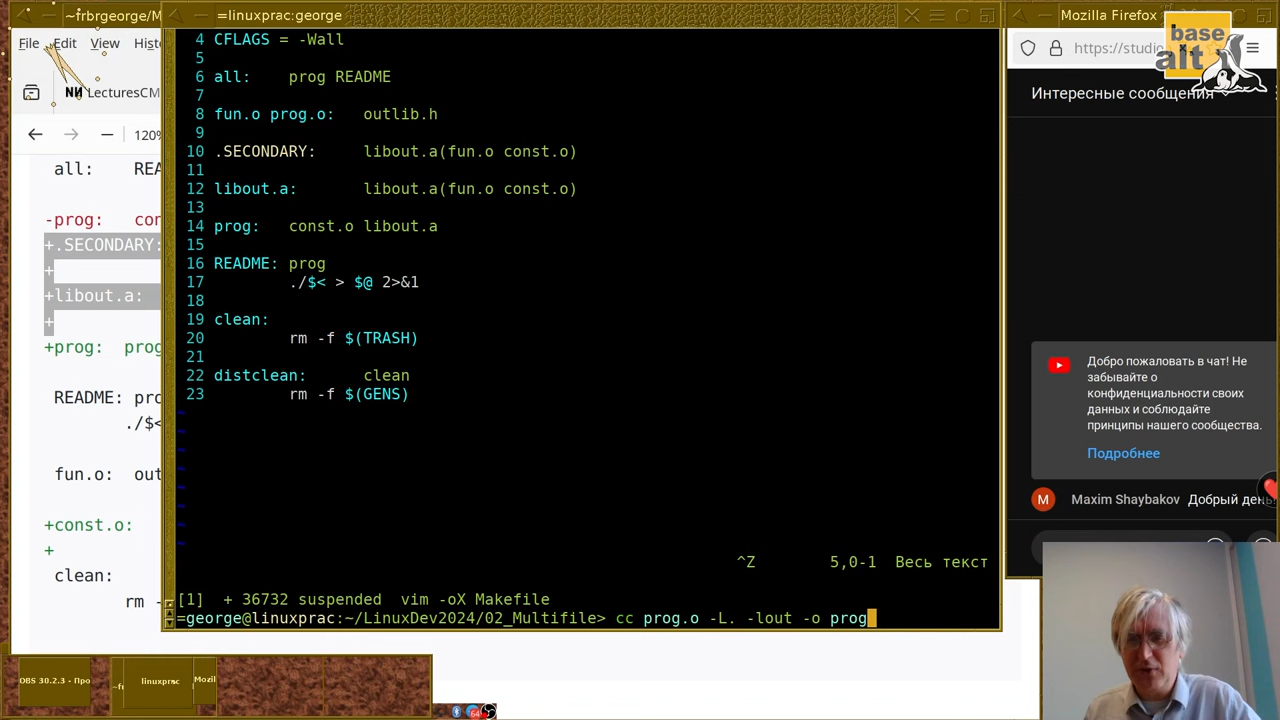 ~frbrgeorge/M
=linuxprac:george
Mozilla Firefox
File Edit View Histo
https://studio
base
alt
LecturesCM
Интересные сообщения
120%
all: REA
-prog: con
+.SECONDARY:
+
+libout.a:
+
+prog: prog
README: pro
./$<
fun.o: out
+const.o:
+
clean:
rm -
4 CFLAGS = -Wall
5
6 all: prog README
7
8 fun.o prog.o: outlib.h
9
10 .SECONDARY: libout.a(fun.o const.o)
11
12 libout.a: libout.a(fun.o const.o)
13
14 prog: const.o libout.a
15
16 README: prog
17 ./$< > $@ 2>&1
18
19 clean:
20 rm -f $(TRASH)
21
22 distclean: clean
23 rm -f $(GENS)
~
~
~
~
~
~
~
~
^Z 5,0-1 Весь текст
[1] + 36732 suspended vim -oX Makefile
=george@linuxprac:~/LinuxDev2024/02_Multifile> cc prog.o -L. -lout -o prog
Добро пожаловать в чат! Не
забывайте о
конфиденциальности своих
данных и соблюдайте
принципы нашего сообщества.
Подробнее
M Maxim Shaybakov Добрый день
OBS 30.2.3 - Про
~fr
linuxprac
Mozil
64